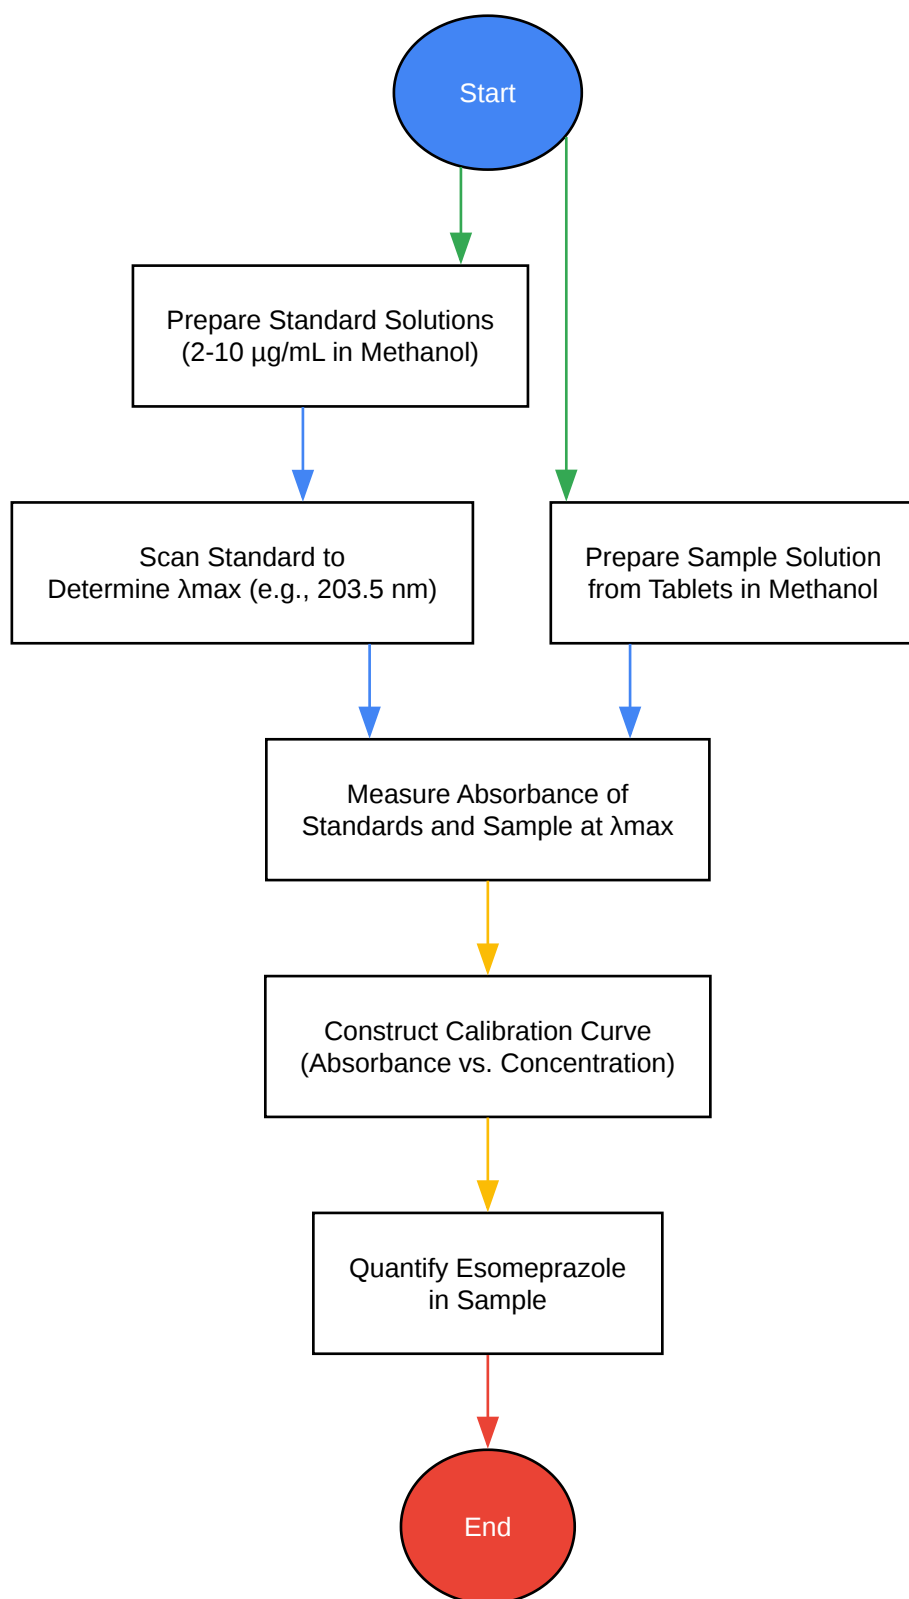 Start
Prepare Standard Solutions
(2-10 µg/mL in Methanol)
Scan Standard to
Determine λmax (e.g., 203.5 nm)
Prepare Sample Solution
from Tablets in Methanol
Measure Absorbance of
Standards and Sample at λmax
Construct Calibration Curve
(Absorbance vs. Concentration)
Quantify Esomeprazole
in Sample
End